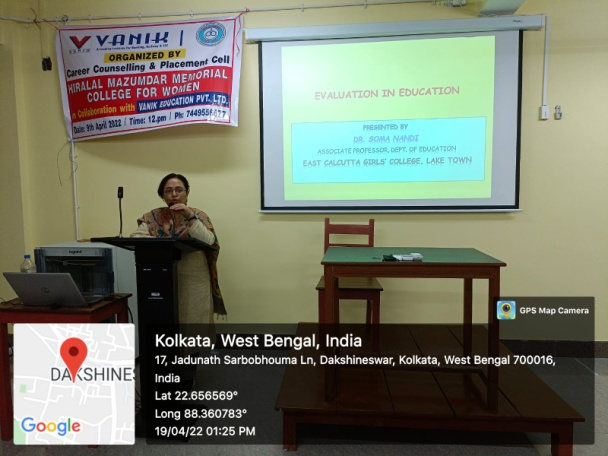 VANIK
VANIK
ORGANIZED BY
Career Counselling & Placement Cell
HIRALAL MAZUMDAR MEMORIAL
COLLEGE FOR WOMEN
In Collaboration with VANIK EDUCATION PVT. LTD.
Date: 9th April 2022 / Time: 12.pm / Ph: 7449556677
EVALUATION IN EDUCATION
PRESENTED BY
DR. SOMA NANDI
ASSOCIATE PROFESSOR, DEPT. OF EDUCATION
EAST CALCUTTA GIRLS' COLLEGE, LAKE TOWN
GPS Map Camera
DAKSHINES
Google
Kolkata, West Bengal, India
17, Jadunath Sarbobhouma Ln, Dakshineswar, Kolkata, West Bengal 700016,
India
Lat 22.656569°
Long 88.360783°
19/04/22 01:25 PM